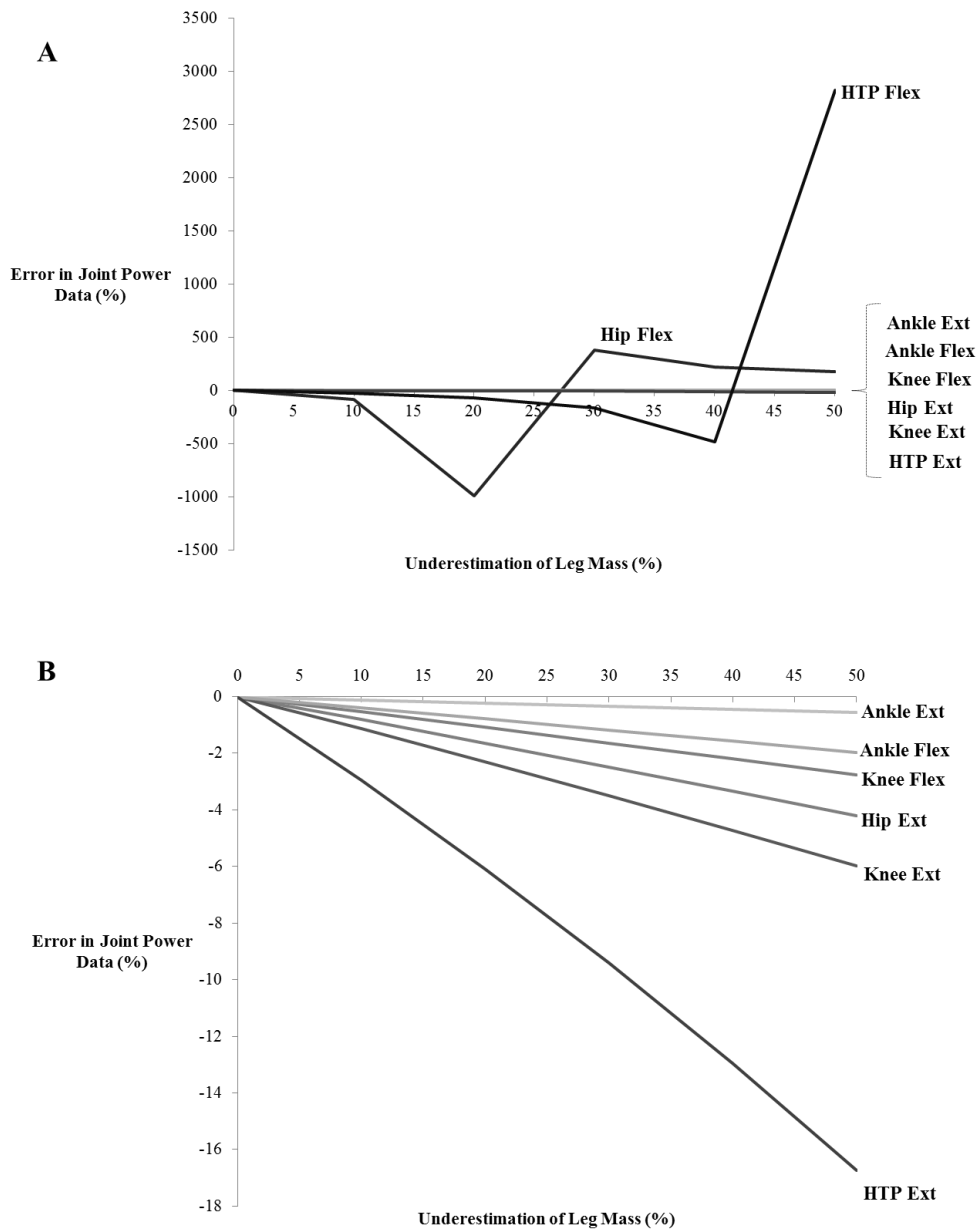 A
3500
3000
2500
2000
1500
1000
500
0
-500
-1000
-1500
Error in Joint Power
Data (%)
0 5 10 15 20 25 30 35 40 45 50
HTP Flex
Hip Flex
Ankle Ext
Ankle Flex
Knee Flex
Hip Ext
Knee Ext
HTP Ext
Underestimation of Leg Mass (%)
B
0 5 10 15 20 25 30 35 40 45 50
0
-2
-4
-6
-8
-10
-12
-14
-16
-18
Error in Joint Power
Data (%)
Ankle Ext
Ankle Flex
Knee Flex
Hip Ext
Knee Ext
HTP Ext
Underestimation of Leg Mass (%)